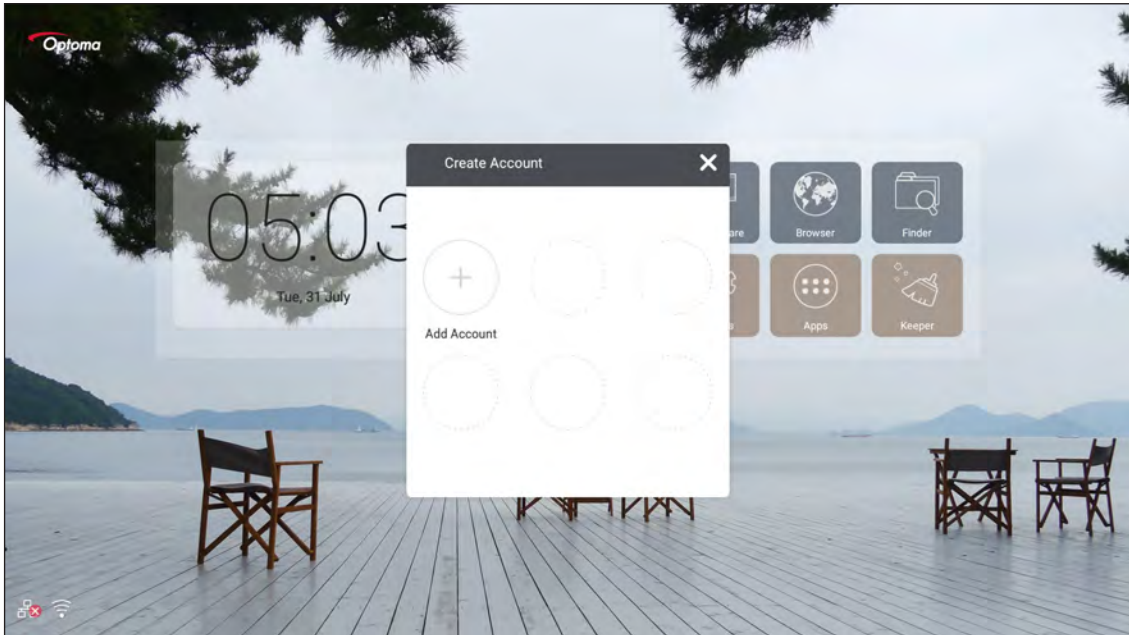 Optoma
Create Account
05:03
Tue, 31 July
Add Account
are
Browser
Finder
Apps
Keeper